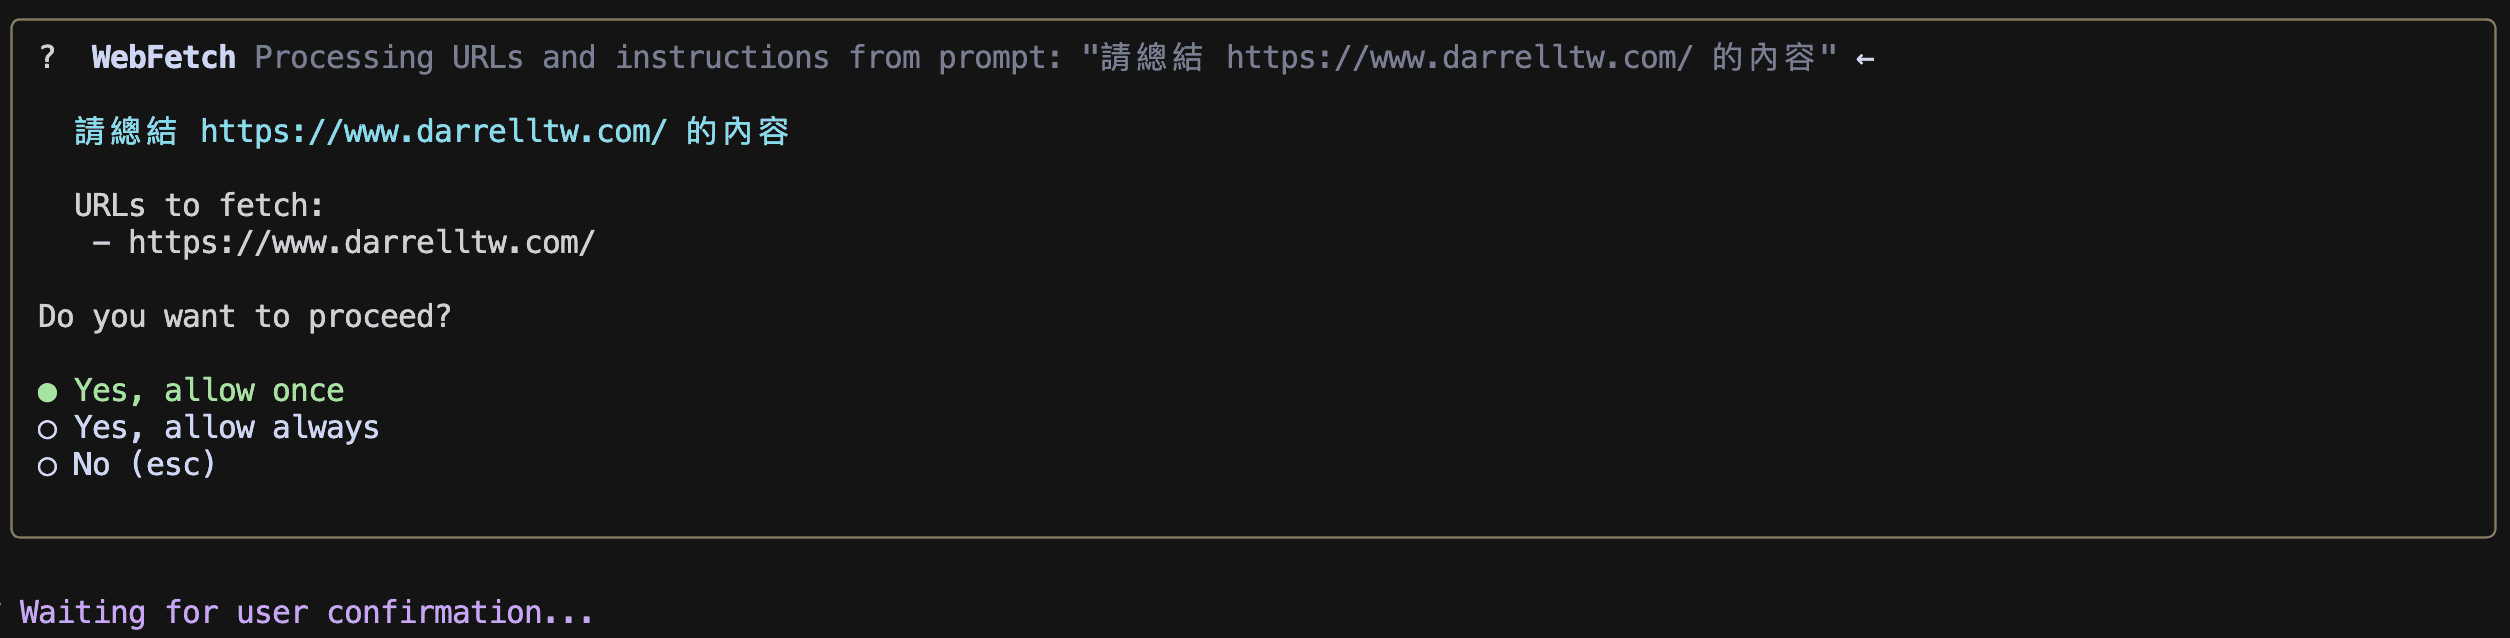 ? WebFetch Processing URLs and instructions from prompt: "請總結 https://www.darrelltw.com/ 的內容" ←
請總結 https://www.darrelltw.com/ 的內容
URLs to fetch:
- https://www.darrelltw.com/
Do you want to proceed?
● Yes, allow once
○ Yes, allow always
○ No (esc)
Waiting for user confirmation...